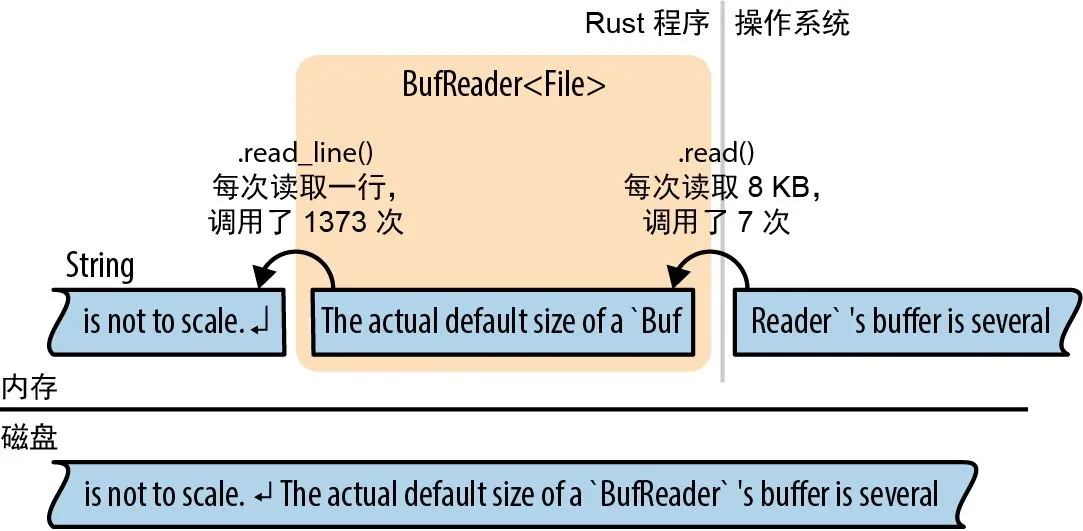 Rust 程序 操作系统
BufReader<File>
.read_line()
每次读取一行，
调用了 1373 次
.read()
每次读取 8 KB，
调用了 7 次
String
is not to scale.↲
The actual default size of a `Buf
Reader` 's buffer is several
内存
磁盘
is not to scale. ↲ The actual default size of a `BufReader` 's buffer is several